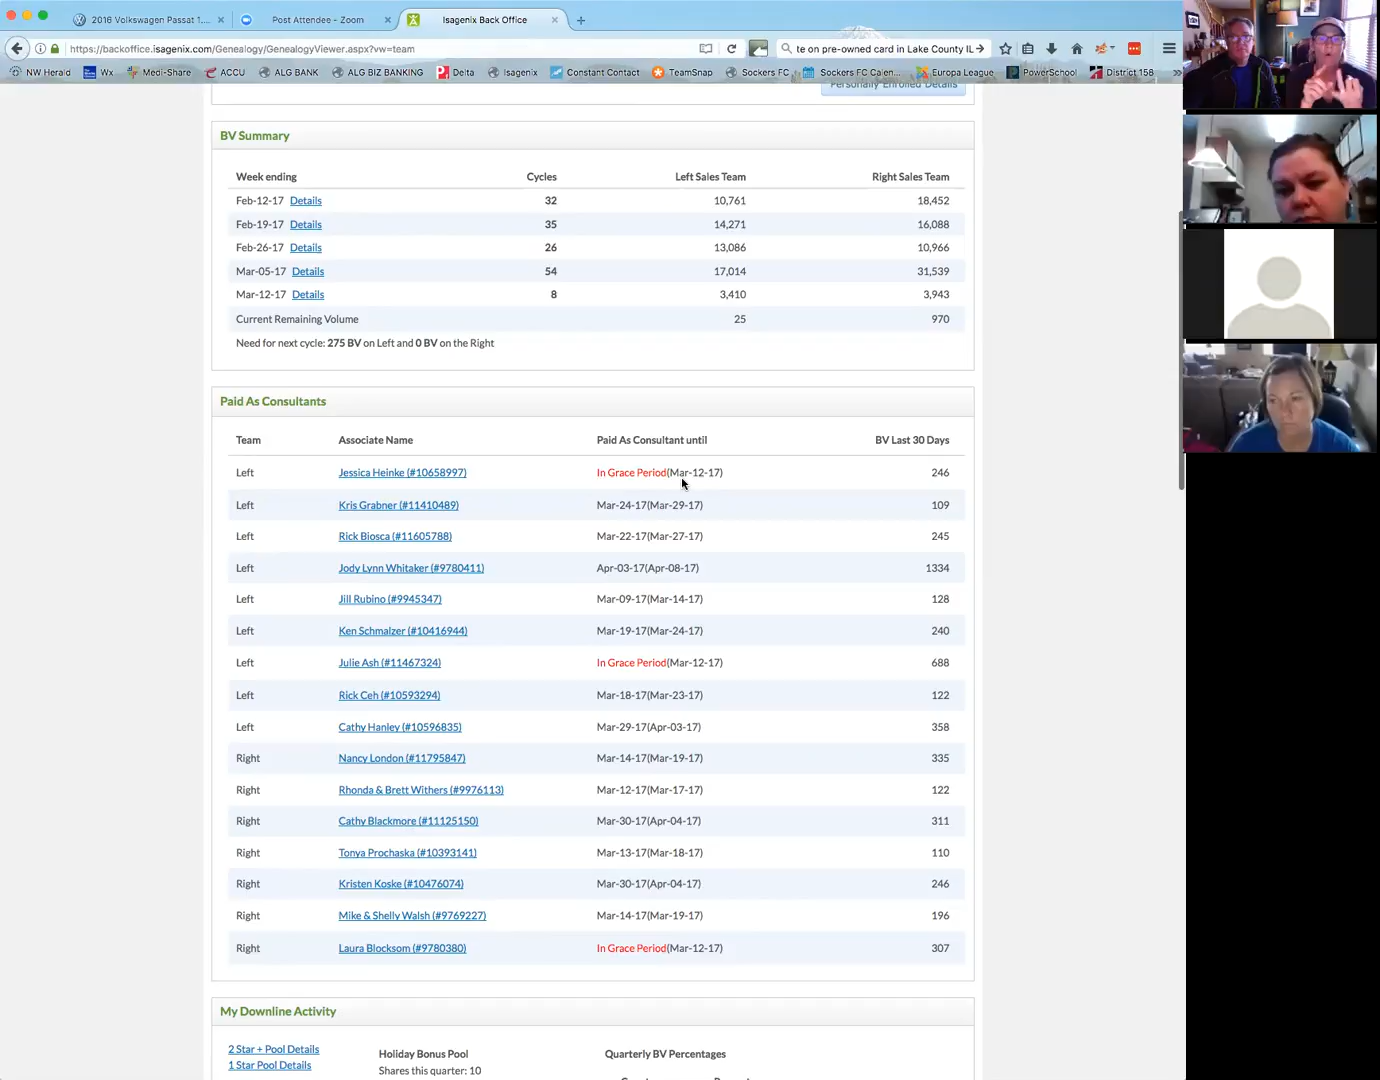 2016 Volkswagen Passat 1....
Post Attendee - Zoom
Isagenix Back Office
https://backoffice.isagenix.com/Genealogy/GenealogyViewer.aspx?vw=team
te on pre-owned card in Lake County IL
NW Herald Wx Medi-Share ACCU ALG BANK ALG BIZ BANKING Delta Isagenix Constant Contact TeamSnap Sockers FC Sockers FC Calen... Europa League PowerSchool District 158
Personally Enrolled Details
BV Summary
Week ending Cycles Left Sales Team Right Sales Team
Feb-12-17 Details 32 10,761 18,452
Feb-19-17 Details 35 14,271 16,088
Feb-26-17 Details 26 13,086 10,966
Mar-05-17 Details 54 17,014 31,539
Mar-12-17 Details 8 3,410 3,943
Current Remaining Volume 25 970
Need for next cycle: 275 BV on Left and 0 BV on the Right
Paid As Consultants
Team Associate Name Paid As Consultant until BV Last 30 Days
Left Jessica Heinke (#10658997) In Grace Period(Mar-12-17) 246
Left Kris Grabner (#11410489) Mar-24-17(Mar-29-17) 109
Left Rick Biosca (#11605788) Mar-22-17(Mar-27-17) 245
Left Jody Lynn Whitaker (#9780411) Apr-03-17(Apr-08-17) 1334
Left Jill Rubino (#9945347) Mar-09-17(Mar-14-17) 128
Left Ken Schmalzer (#10416944) Mar-19-17(Mar-24-17) 240
Left Julie Ash (#11467324) In Grace Period(Mar-12-17) 688
Left Rick Ceh (#10593294) Mar-18-17(Mar-23-17) 122
Left Cathy Hanley (#10596835) Mar-29-17(Apr-03-17) 358
Right Nancy London (#11795847) Mar-14-17(Mar-19-17) 335
Right Rhonda & Brett Withers (#9976113) Mar-12-17(Mar-17-17) 122
Right Cathy Blackmore (#11125150) Mar-30-17(Apr-04-17) 311
Right Tonya Prochaska (#10393141) Mar-13-17(Mar-18-17) 110
Right Kristen Koske (#10476074) Mar-30-17(Apr-04-17) 246
Right Mike & Shelly Walsh (#9769227) Mar-14-17(Mar-19-17) 196
Right Laura Blocksom (#9780380) In Grace Period(Mar-12-17) 307
My Downline Activity
2 Star + Pool Details Holiday Bonus Pool Quarterly BV Percentages
1 Star Pool Details Shares this quarter: 10